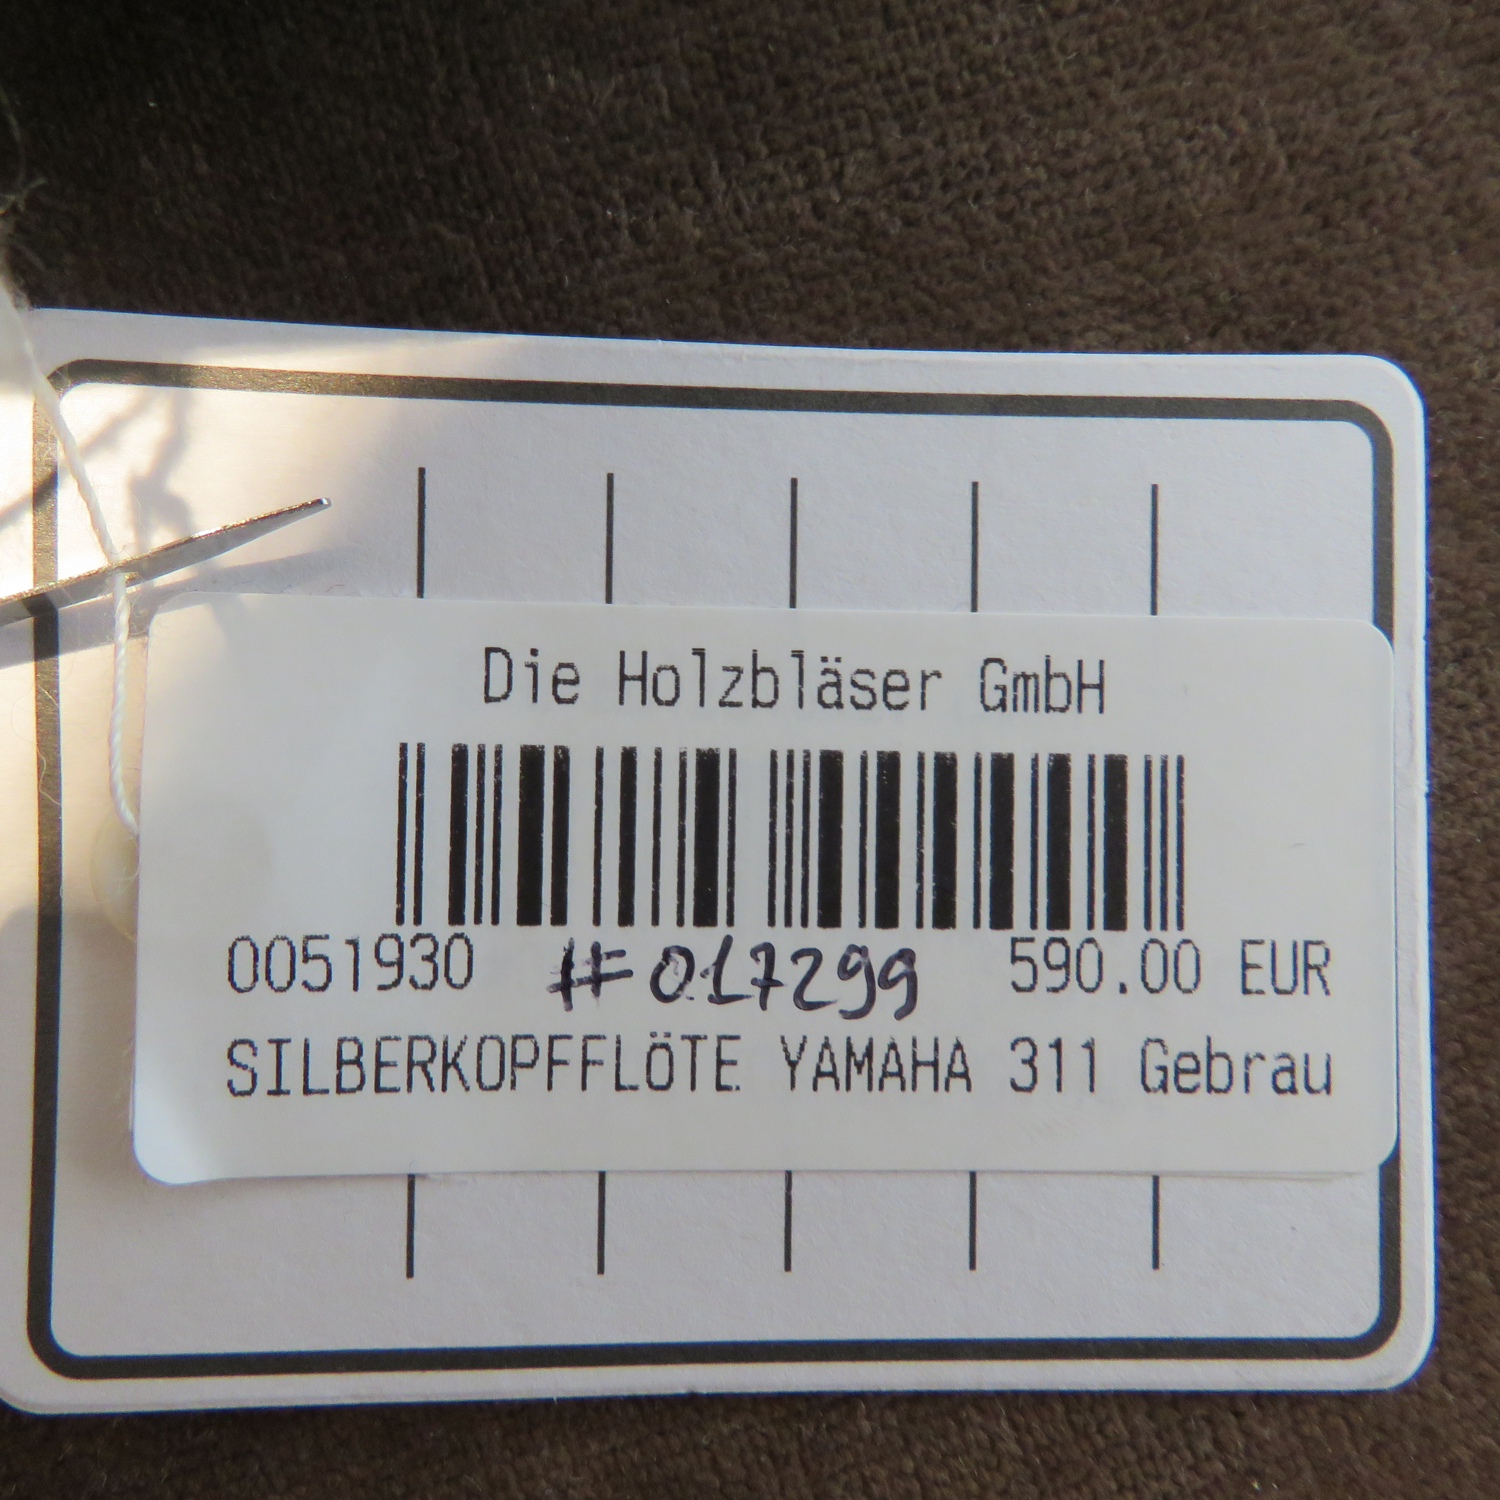 Die Holzbläser GmbH
0051930 #017299 590.00 EUR
SILBERKOPFFLöTE YAMAHA 311 Gebrau